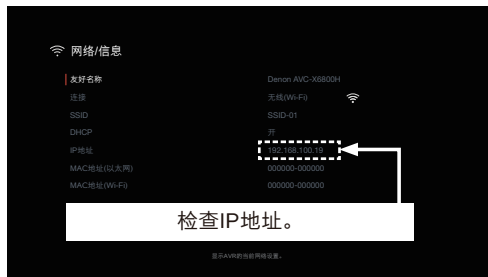 网络/信息
友好名称 Denon AVC-X6800H
连接 无线(Wi-Fi)
SSID SSID-01
DHCP 开
IP地址 192.168.100.19
MAC地址(以太网) 000000-000000
MAC地址(Wi-Fi) 000000-000000
检查IP地址。
显示AVR的当前网络设置。